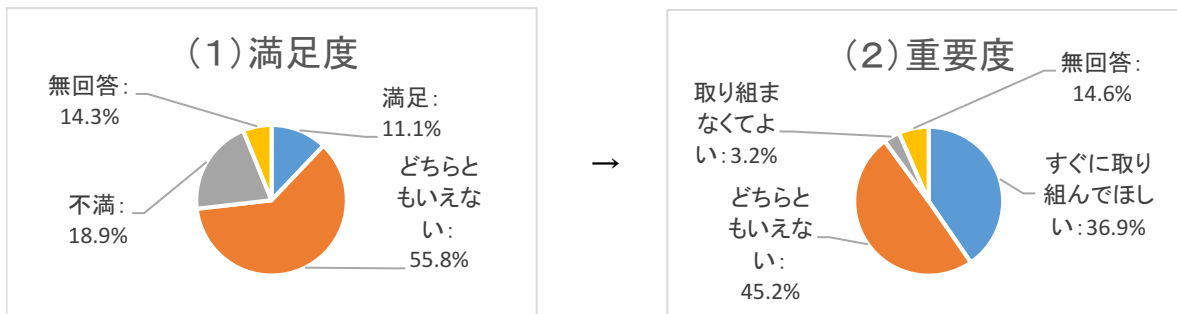 (1)満足度
無回答:
14.3%
満足:
11.1%
どちらと
もいえな
い:
55.8%
不満:
18.9%
→
(2)重要度
無回答:
14.6%
取り組ま
なくてよ
い:3.2%
すぐに取り
組んでほし
い:36.9%
どちらと
もいえな
い:
45.2%